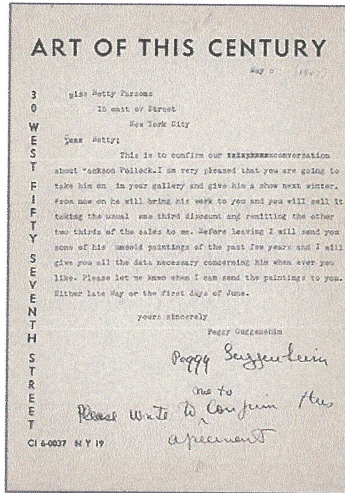 ART OF THIS CENTURY
May
Miss Betty Parsons
15 east 57 Street
New York City
Dear Betty;
This is to confirm our conversation
about Jackson Pollock.I am very pleased that you are going to
take him on in your gallery and give him a show next winter.
From now on he will bring his work to you and you will sell it
taking the usual one third discount and remitting the other
two thirds of the sales to me. Before leaving I will send you
some of his unsold paintings of the past few years and I will
give you all the data necessary concerning him when ever you
like. Please let me know when I can send the paintings to you.
Either late May or the first days of June.
yours sincerely
Peggy Guggenehim
Peggy Guggenheim
me to
Please write to confirm this
agreement
30 WEST FIFTY SEVENTH STREET
CI 6-0037 N Y 19